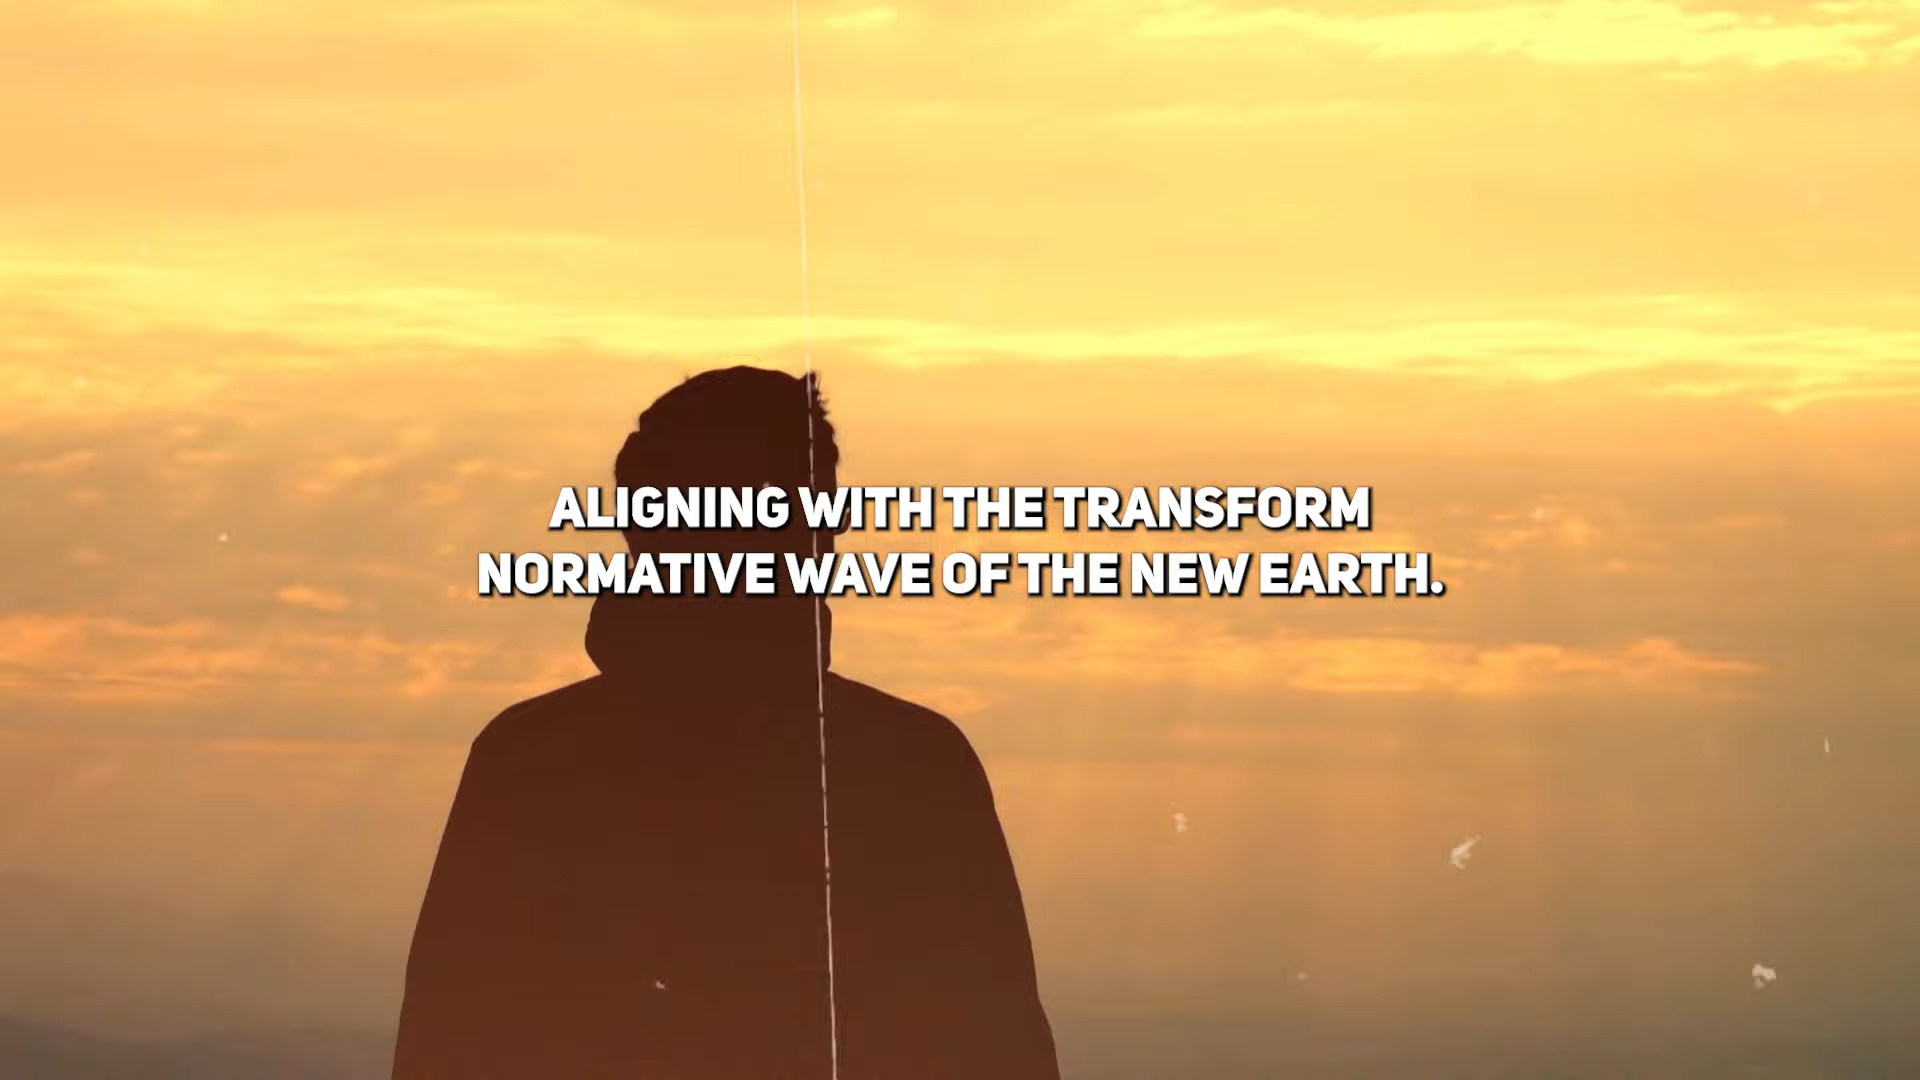 ALIGNING WITH THE TRANSFORM
NORMATIVE WAVE OF THE NEW EARTH.